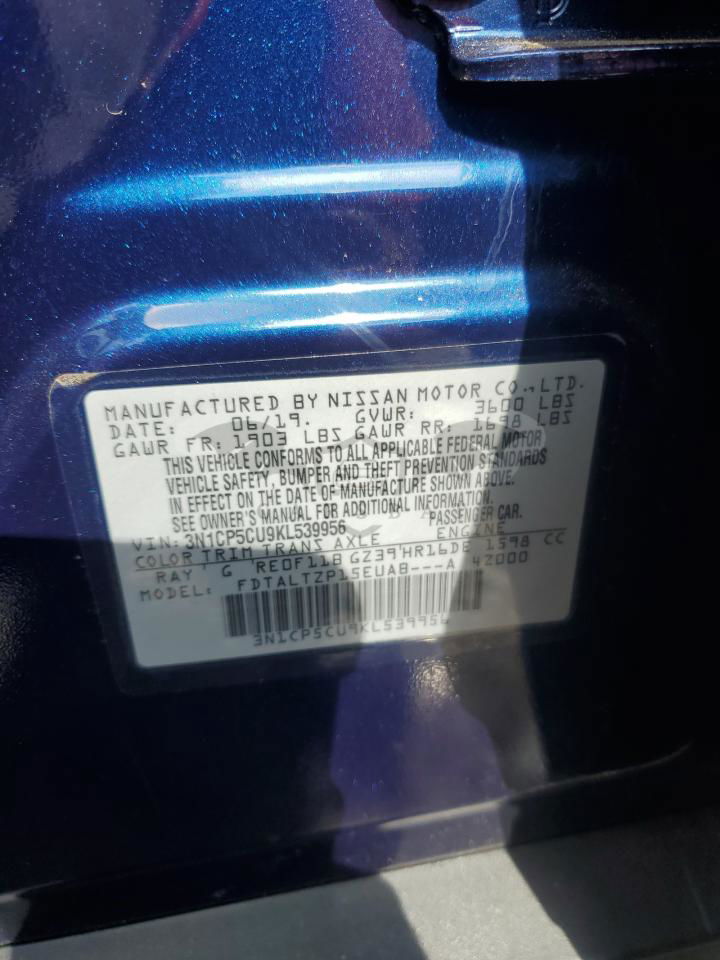 MANUFACTURED BY NISSAN MOTOR CO., LTD.
DATE: 06/19. GVWR: 3600 LBS
GAWR FR: 1903 LBS GAWR RR: 1698 LBS
THIS VEHICLE CONFORMS TO ALL APPLICABLE FEDERAL MOTOR
VEHICLE SAFETY, BUMPER AND THEFT PREVENTION STANDARDS
IN EFFECT ON THE DATE OF MANUFACTURE SHOWN ABOVE.
SEE OWNER'S MANUAL FOR ADDITIONAL INFORMATION.
VIN: 3N1CP5CU9KL539956 PASSENGER CAR.
COLOR TRIM TRANS AXLE ENGINE
RAY G RE0F11B GZ39 HR16DE 1598 CC
MODEL: FDTALTZP15EUAB---A 42000
3N1CP5CU9KL539956